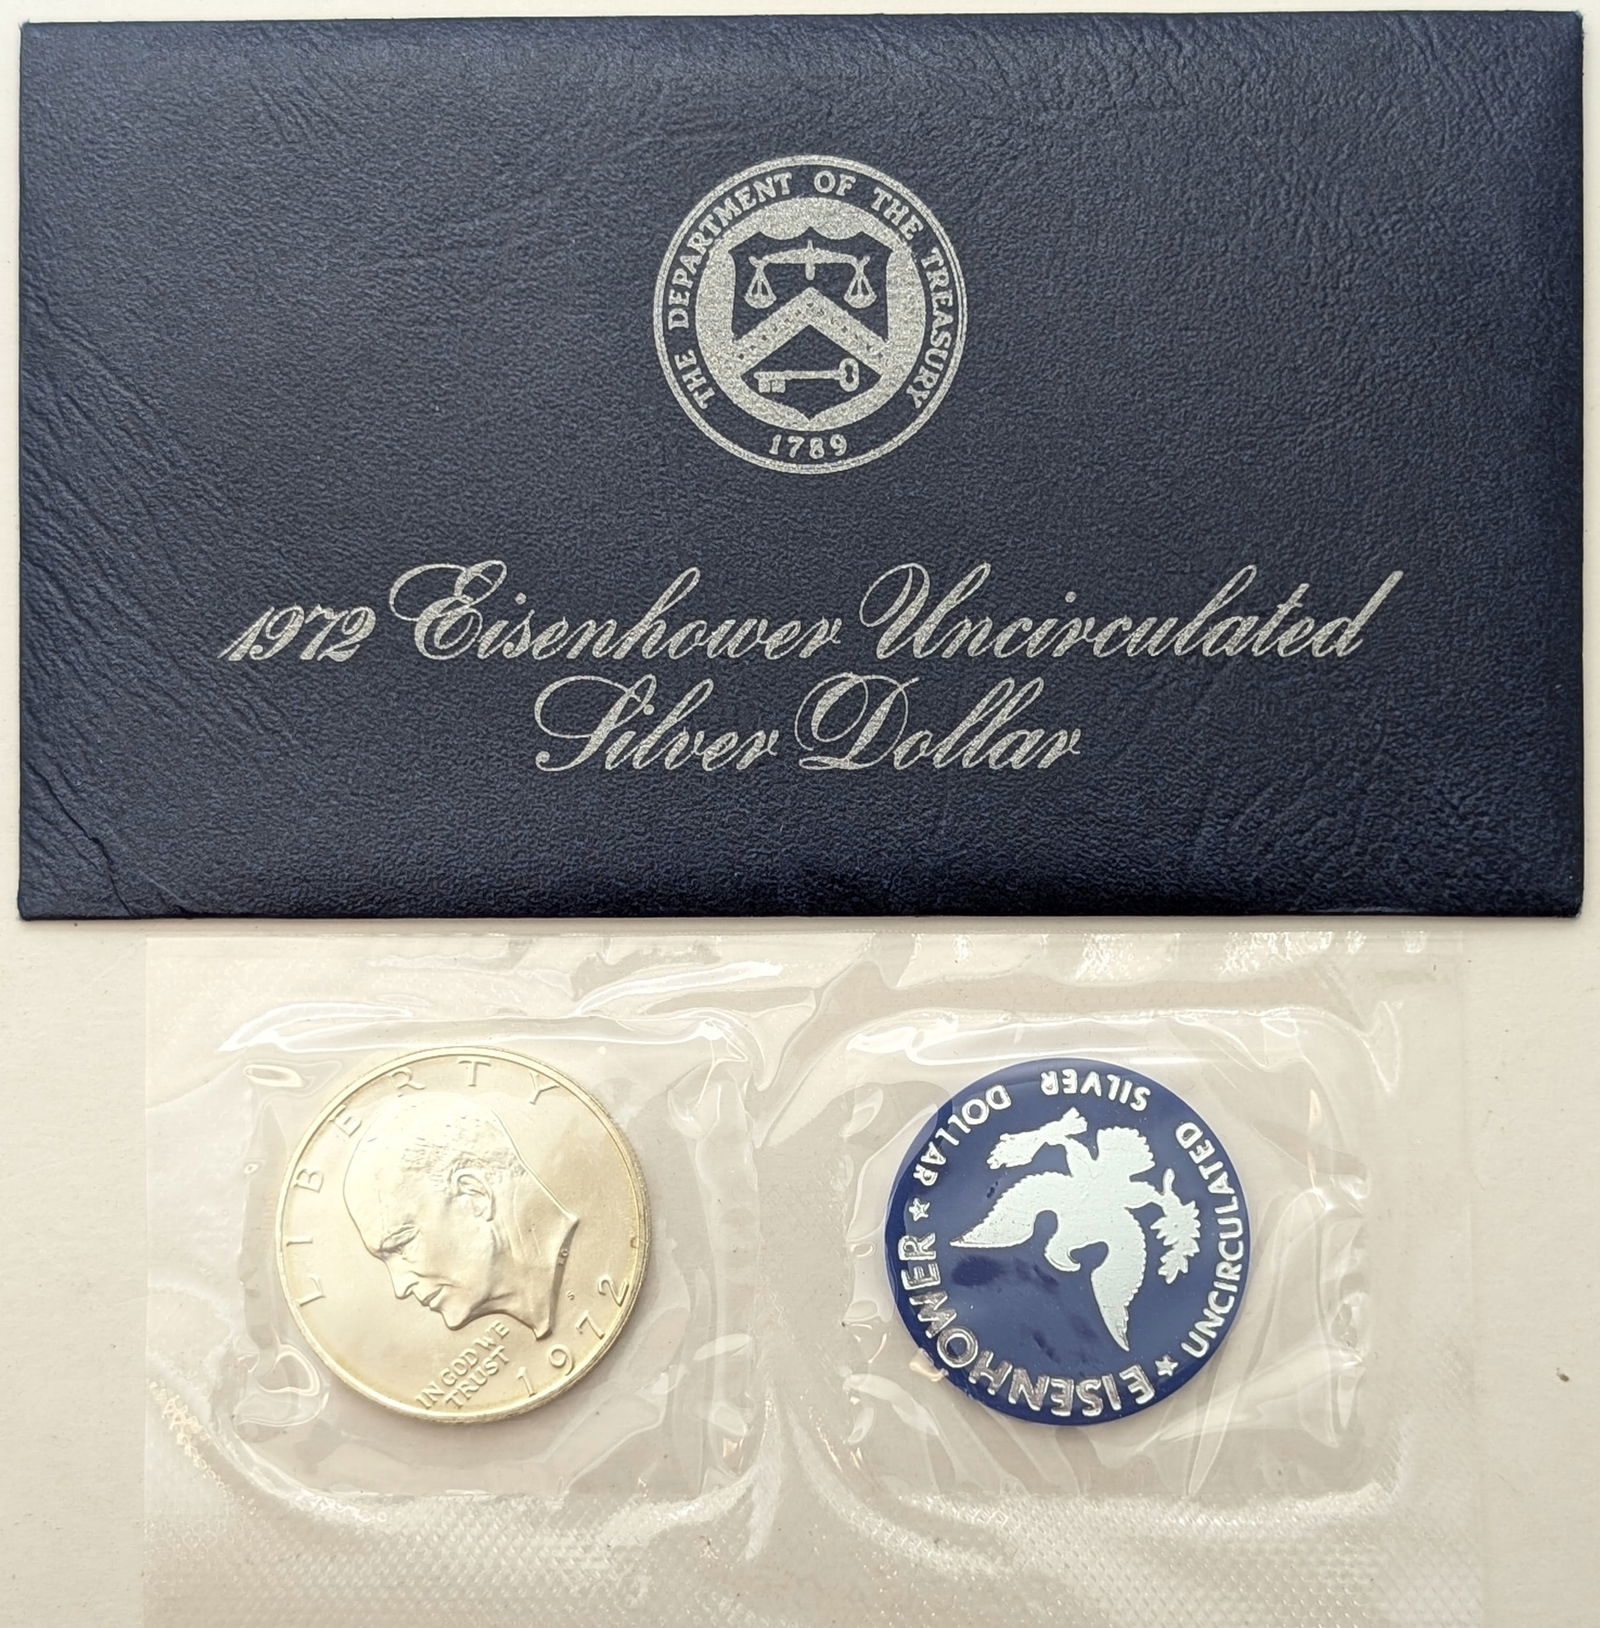 THE DEPARTMENT OF THE TREASURY
1789
1972 Eisenhower Uncirculated
Silver Dollar
LIBERTY
IN GOD WE
TRUST
S
1972
EISENHOWER ★ UNCIRCULATED SILVER DOLLAR ★